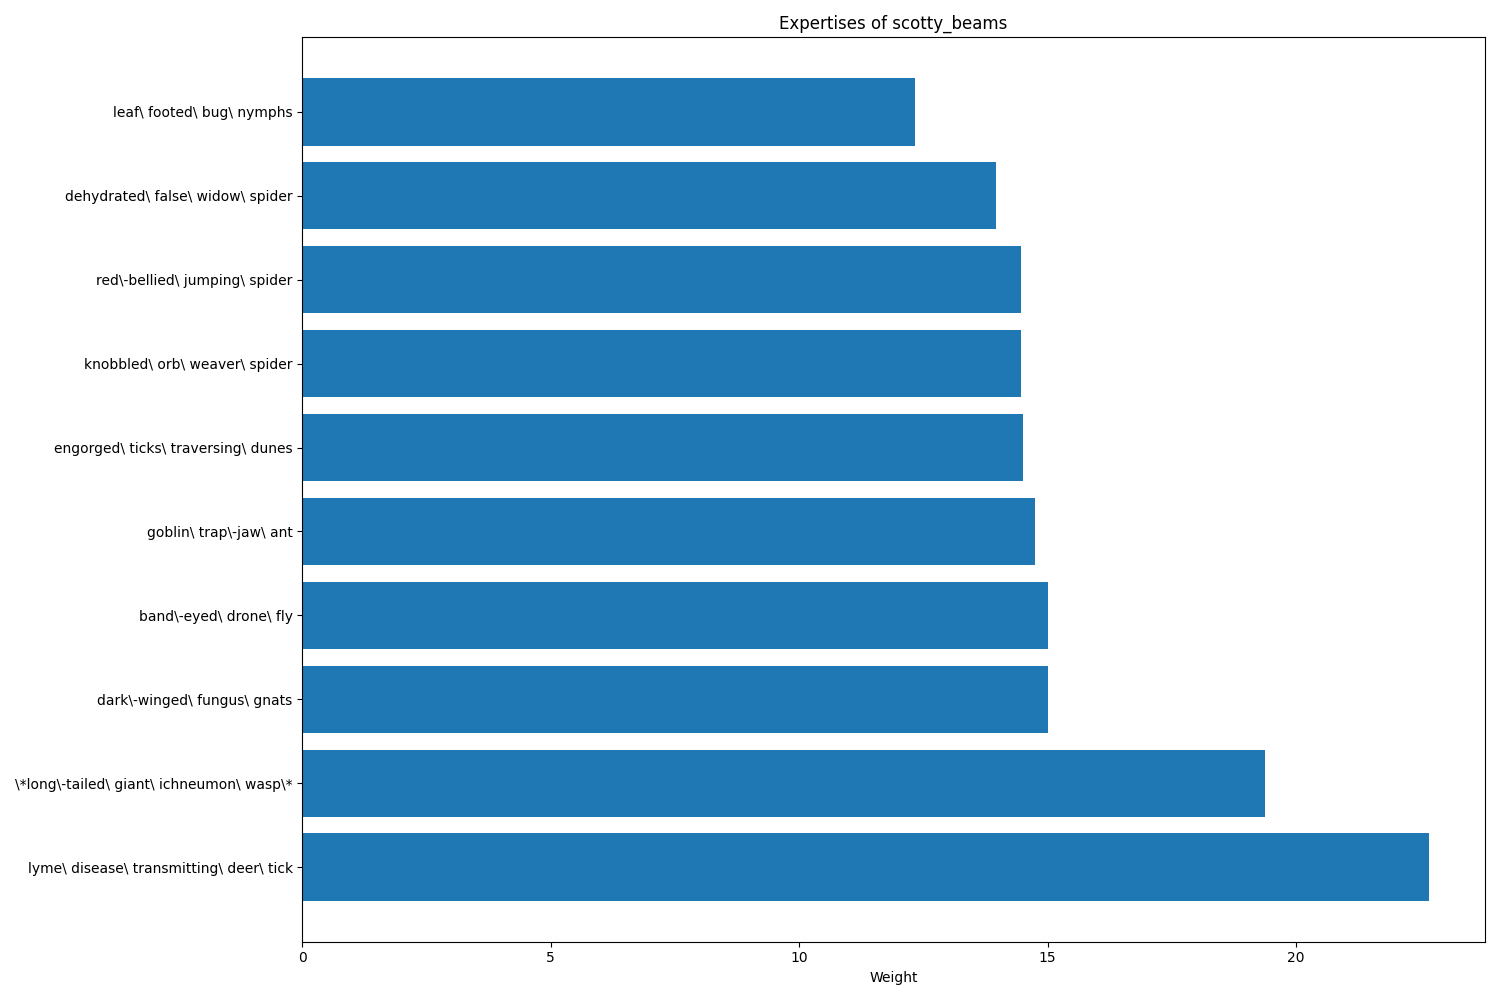 Expertises of scotty_beams
leaf\ footed\ bug\ nymphs
dehydrated\ false\ widow\ spider
red\-bellied\ jumping\ spider
knobbled\ orb\ weaver\ spider
engorged\ ticks\ traversing\ dunes
goblin\ trap\-jaw\ ant
band\-eyed\ drone\ fly
dark\-winged\ fungus\ gnats
\*long\-tailed\ giant\ ichneumon\ wasp\*
lyme\ disease\ transmitting\ deer\ tick
0 5 10 15 20
Weight